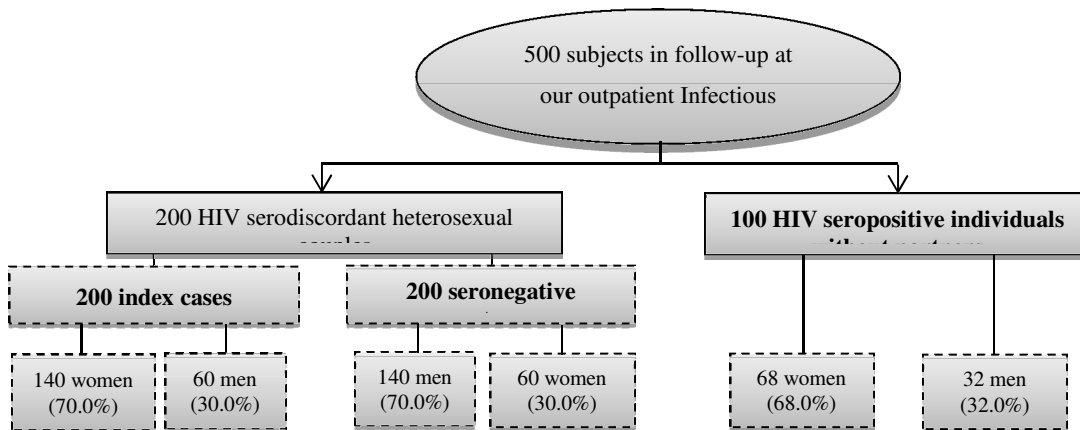 500 subjects in follow-up at
our outpatient Infectious
200 HIV serodiscordant heterosexual
100 HIV seropositive individuals
without partners
200 index cases
200 seronegative
140 women
(70.0%)
60 men
(30.0%)
140 men
(70.0%)
60 women
(30.0%)
68 women
(68.0%)
32 men
(32.0%)